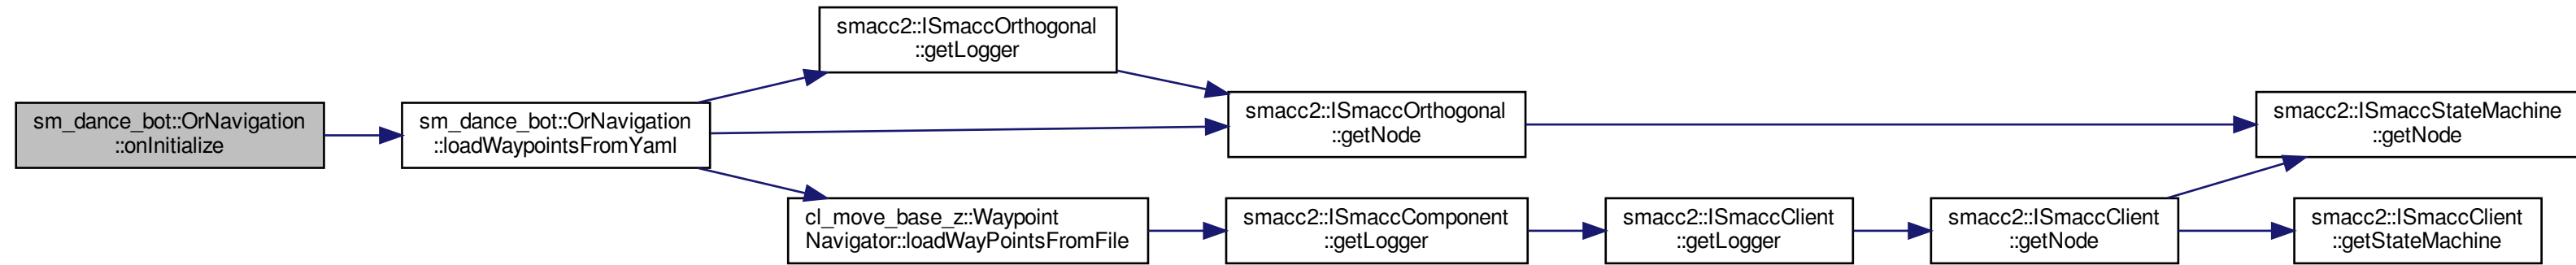 sm_dance_bot::OrNavigation
::onInitialize
sm_dance_bot::OrNavigation
::loadWaypointsFromYaml
smacc2::ISmaccOrthogonal
::getLogger
smacc2::ISmaccOrthogonal
::getNode
smacc2::ISmaccStateMachine
::getNode
cl_move_base_z::Waypoint
Navigator::loadWayPointsFromFile
smacc2::ISmaccComponent
::getLogger
smacc2::ISmaccClient
::getLogger
smacc2::ISmaccClient
::getNode
smacc2::ISmaccClient
::getStateMachine